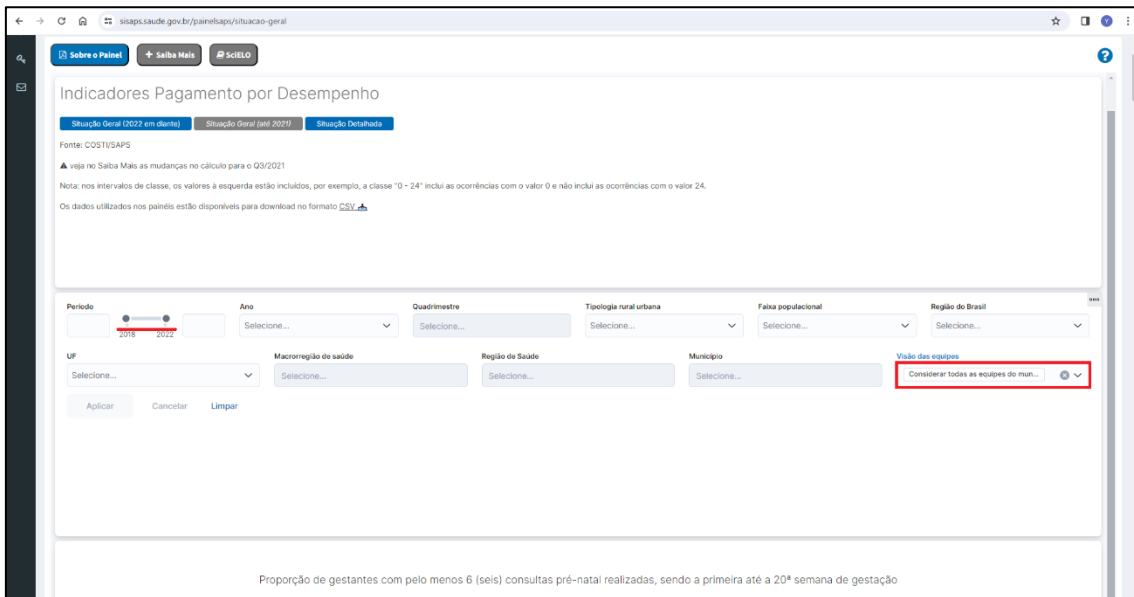 sisaps.saude.gov.br/painelsaps/situacao-geral
Sobre o Painel + Saiba Mais SciELO
Indicadores Pagamento por Desempenho
Situação Geral (2022 em diante) Situação Geral (até 2021) Situação Detalhada
Fonte: COSTI/SAPS
veja no Saiba Mais as mudanças no cálculo para o Q3/2021
Nota: nos intervalos de classe, os valores à esquerda estão incluídos, por exemplo, a classe "0 - 24" inclui as ocorrências com o valor 0 e não inclui as ocorrências com o valor 24.
Os dados utilizados nos painéis estão disponíveis para download no formato CSV
Período Ano Quadrimestre Tipologia rural urbana Faixa populacional Região do Brasil
Selecione... Selecione... Selecione... Selecione... Selecione...
2018 2022
UF Macrorregião de saúde Região de Saúde Município Visão das equipes
Selecione... Selecione... Selecione... Selecione... Considerar todas as equipes do mun...
Aplicar Cancelar Limpar
Proporção de gestantes com pelo menos 6 (seis) consultas pré-natal realizadas, sendo a primeira até a 20ª semana de gestação